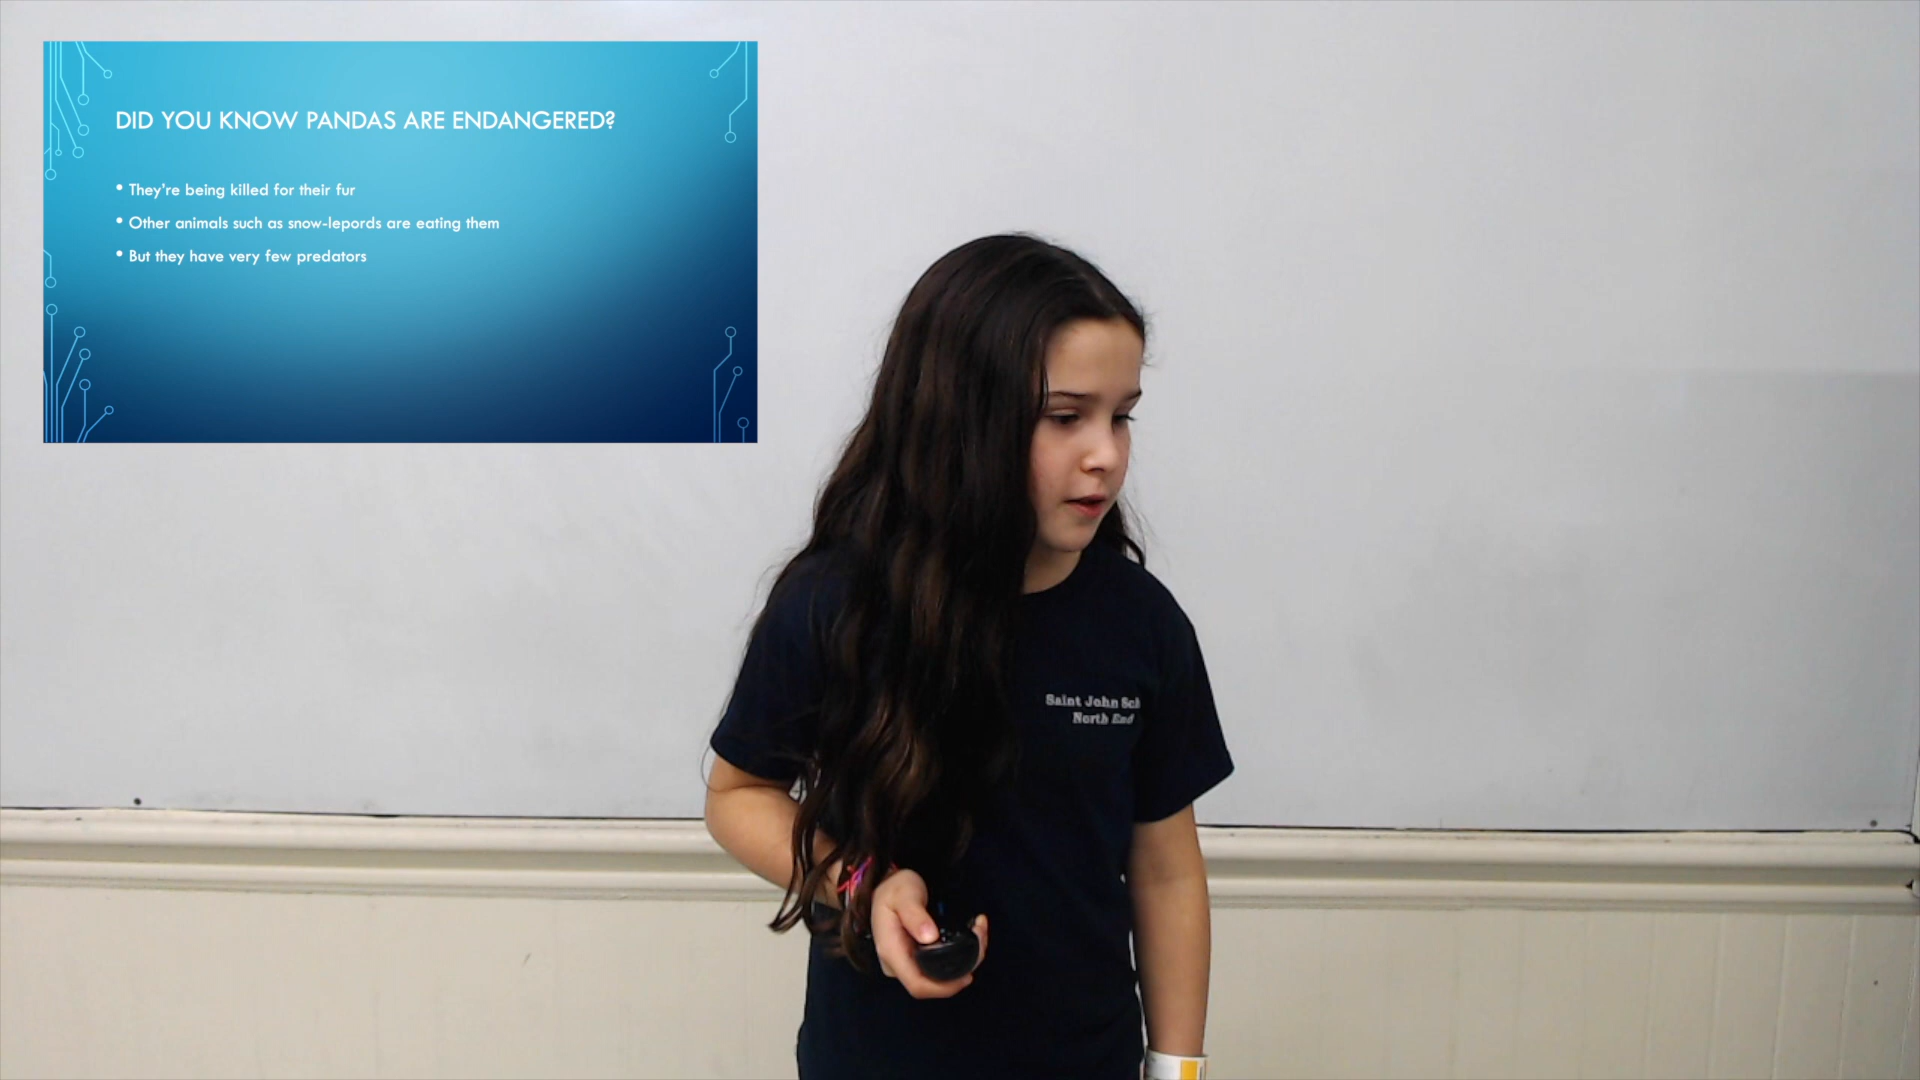 DID YOU KNOW PANDAS ARE ENDANGERED?
• They're being killed for their fur
• Other animals such as snow-lepords are eating them
• But they have very few predators
Saint John Sch
North End